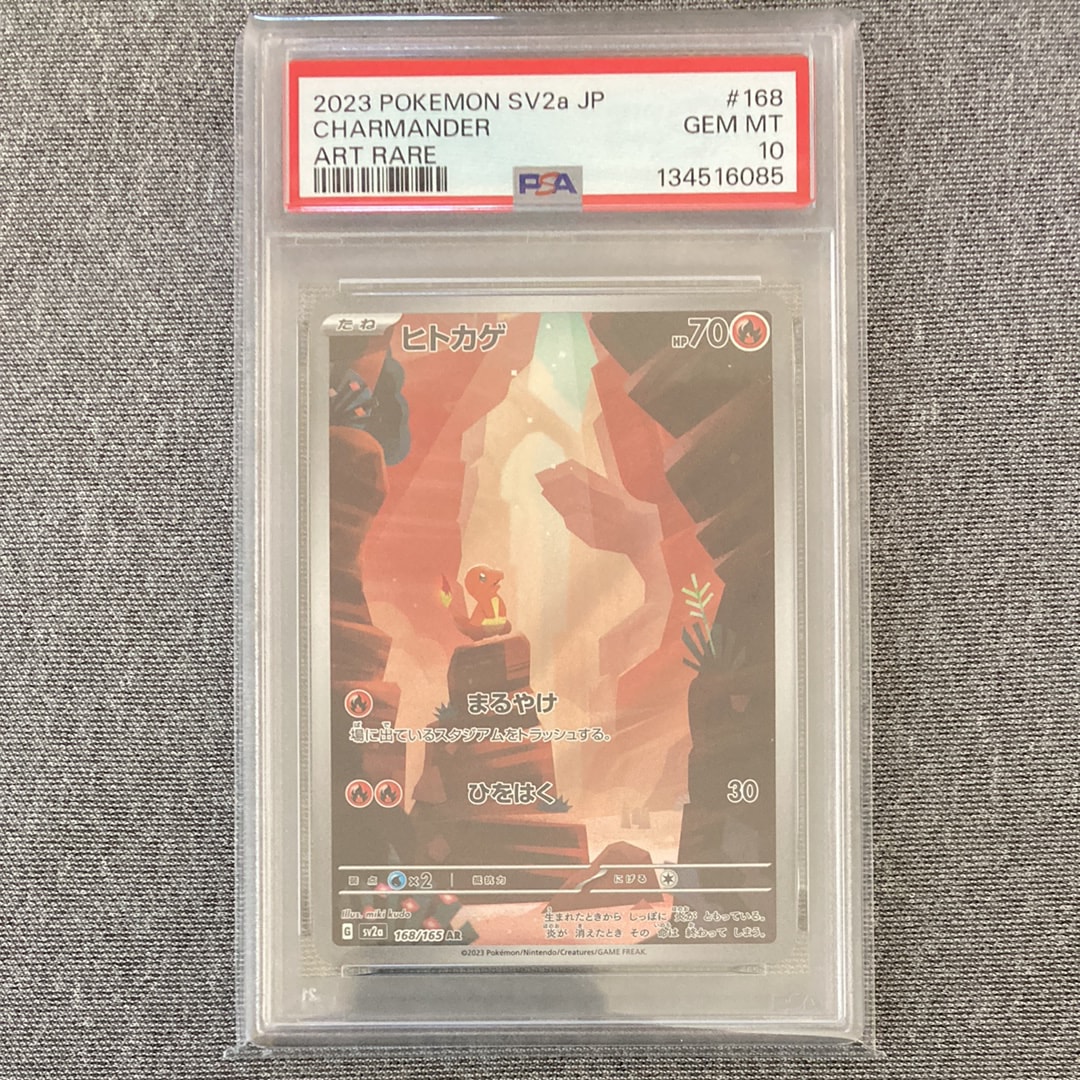 2023 POKEMON SV2a JP #168
CHARMANDER GEM MT
ART RARE 10
PSA 134516085
たね ヒトカゲ HP70
まるやけ
場に出ているスタジアムをトラッシュする。
ひをはく 30
弱点 ×2 抵抗力 にげる
Illus. miki kudo
生まれたときから しっぽに 炎が ともっている。
炎が 消えたとき その 命は 終わって しまう。
G sv2a 168/165 AR
©2023 Pokémon/Nintendo/Creatures/GAME FREAK.